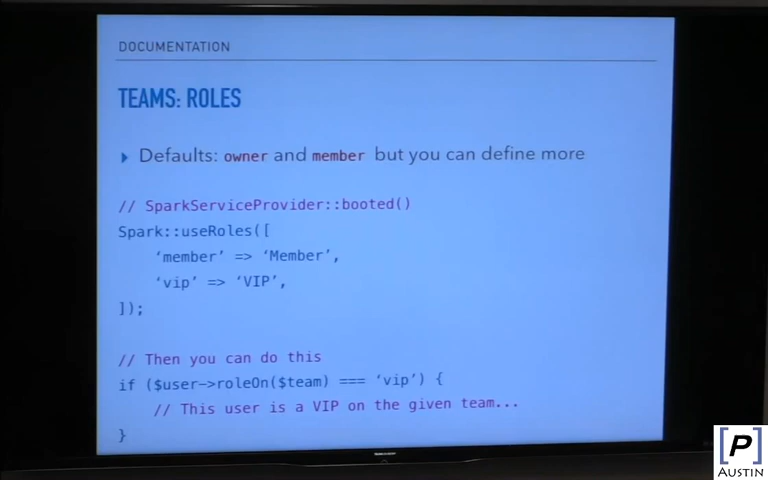 DOCUMENTATION
TEAMS: ROLES
Defaults: owner and member but you can define more
// SparkServiceProvider::booted()
Spark::useRoles([
‘member’ => ‘Member’,
‘vip’ => ‘VIP’,
]);
// Then you can do this
if ($user->roleOn($team) === ‘vip’) {
// This user is a VIP on the given team...
}
[P]
AUSTIN